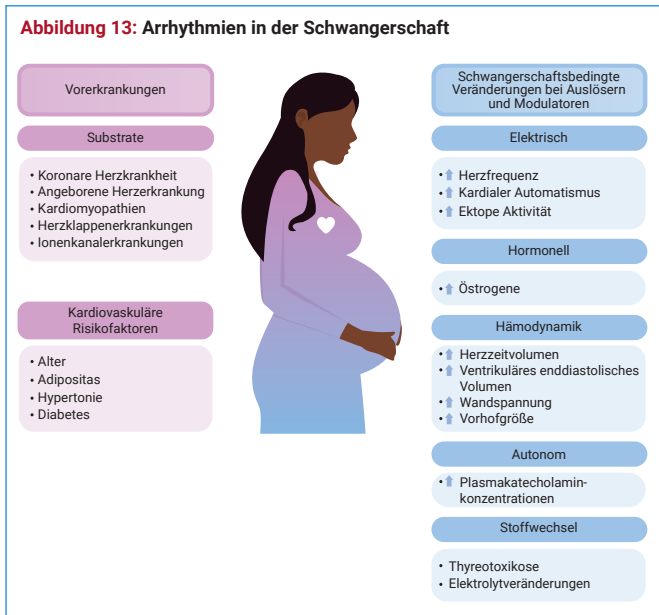 Abbildung 13: Arrhythmien in der Schwangerschaft
Vorerkrankungen
Substrate
• Koronare Herzkrankheit
• Angeborene Herzerkrankung
• Kardiomyopathien
• Herzklappenerkrankungen
• Ionenkanalerkrankungen
Kardiovaskuläre
Risikofaktoren
• Alter
• Adipositas
• Hypertonie
• Diabetes
Schwangerschaftsbedingte
Veränderungen bei Auslösern
und Modulatoren
Elektrisch
• ⬆ Herzfrequenz
• ⬆ Kardialer Automatismus
• ⬆ Ektope Aktivität
Hormonell
• ⬆ Östrogene
Hämodynamik
• ⬆ Herzzeitvolumen
• ⬆ Ventrikuläres enddiastolisches
Volumen
• ⬆ Wandspannung
• ⬆ Vorhofgröße
Autonom
• ⬆ Plasmakatecholamin-
konzentrationen
Stoffwechsel
• Thyreotoxikose
• Elektrolytveränderungen